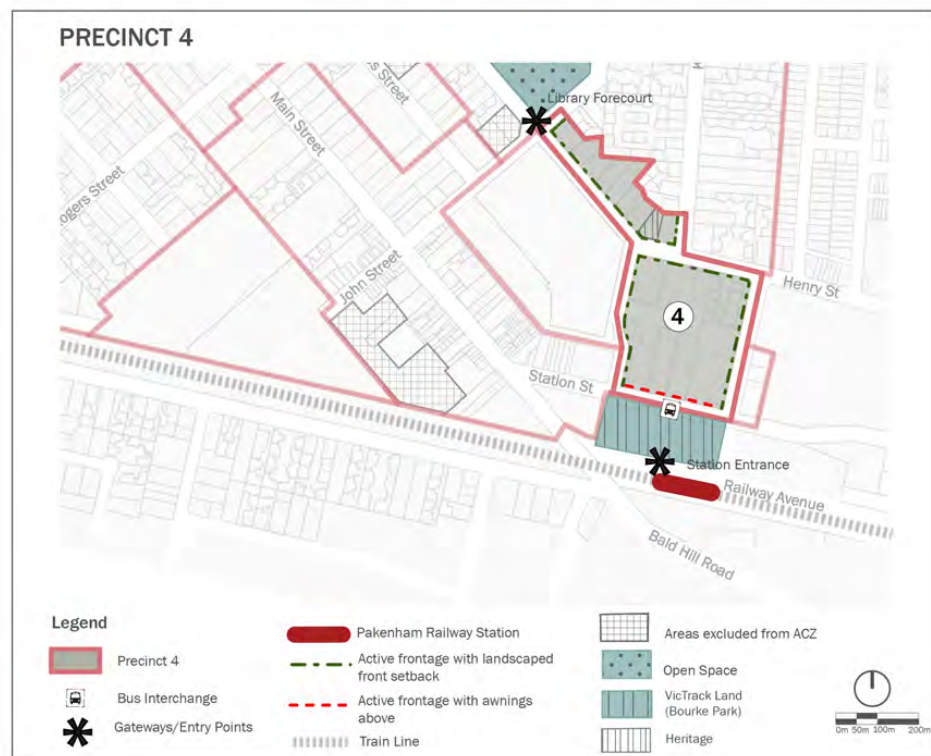 PRECINCT 4
Library Forecourt
Main Street
Rogers Street
John Street
Henry St
4
Station St
Station Entrance
Railway Avenue
Bald Hill Road
Legend
Precinct 4
Bus Interchange
Gateways/Entry Points
Pakenham Railway Station
Active frontage with landscaped
front setback
Active frontage with awnings
above
Train Line
Areas excluded from ACZ
Open Space
VicTrack Land
(Bourke Park)
Heritage
0m 50m 100m 200m